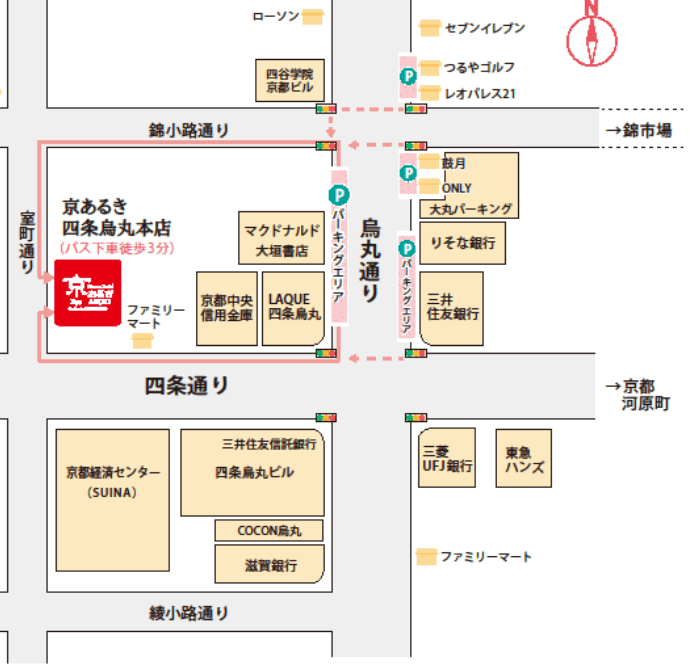 N
ローソン
セブンイレブン
四谷学院
京都ビル
P
つるやゴルフ
レオパレス21
錦小路通り
→錦市場
P
鼓月
ONLY
大丸パーキング
室町通り
京あるき
四条烏丸本店
(バス下車徒歩3分)
京
P
パーキングエリア
烏丸通り
P
パーキングエリア
マクドナルド
大垣書店
りそな銀行
ファミリー
マート
京都中央
信用金庫
LAQUE
四条烏丸
三井
住友銀行
四条通り
→京都
河原町
京都経済センター
(SUINA)
三井住友信託銀行
四条烏丸ビル
三菱
UFJ銀行
東急
ハンズ
COCON烏丸
滋賀銀行
ファミリーマート
綾小路通り